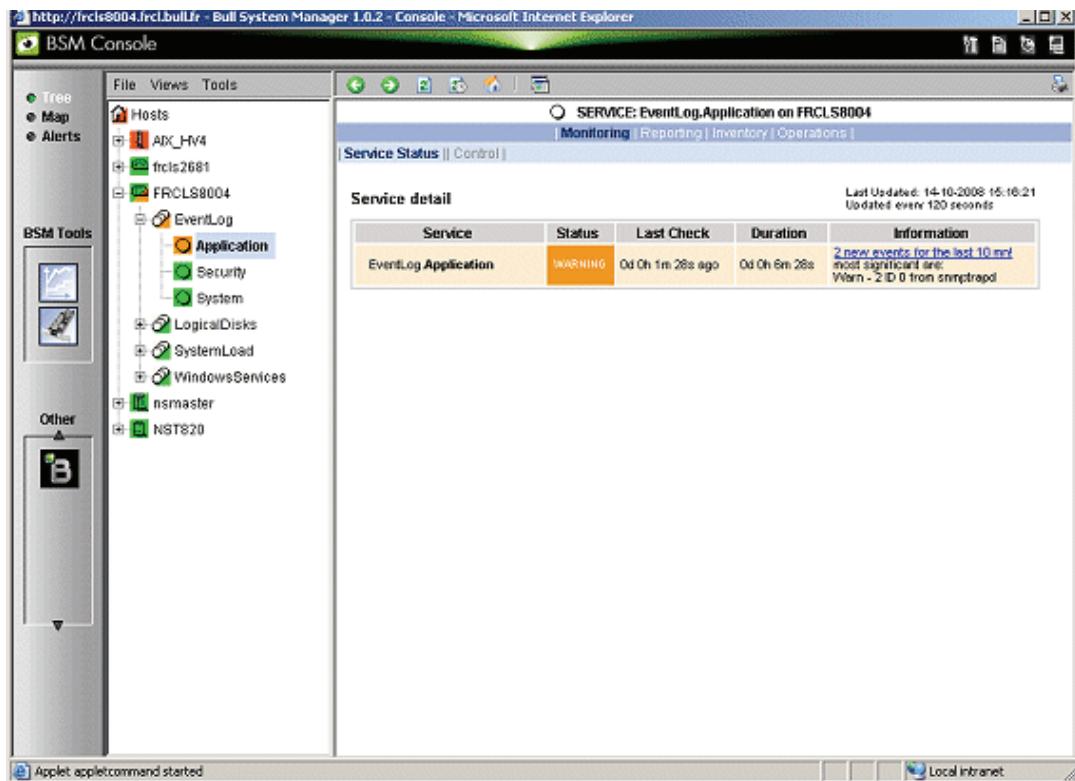 http://frcls8004.frcl.bull.fr - Bull System Manager 1.0.2 - Console - Microsoft Internet Explorer
BSM Console
Tree
Map
Alerts
BSM Tools
Other
B
File Views Tools
Hosts
AIX_HV4
frcls2681
FRCLS8004
EventLog
Application
Security
System
LogicalDisks
SystemLoad
WindowsServices
nsmaster
NST820
SERVICE: EventLog.Application on FRCLS8004
| Monitoring | Reporting | Inventory | Operations |
| Service Status || Control |
Service detail
Last Updated: 14-10-2008 15:16:21
Updated every 120 seconds
Service Status Last Check Duration Information
EventLog.Application WARNING 0d 0h 1m 28s ago 0d 0h 6m 28s
2 new events for the last 10 mn!
most significant are:
Warn - 2 ID 0 from snmptrapd
Applet appletcommand started
Local intranet